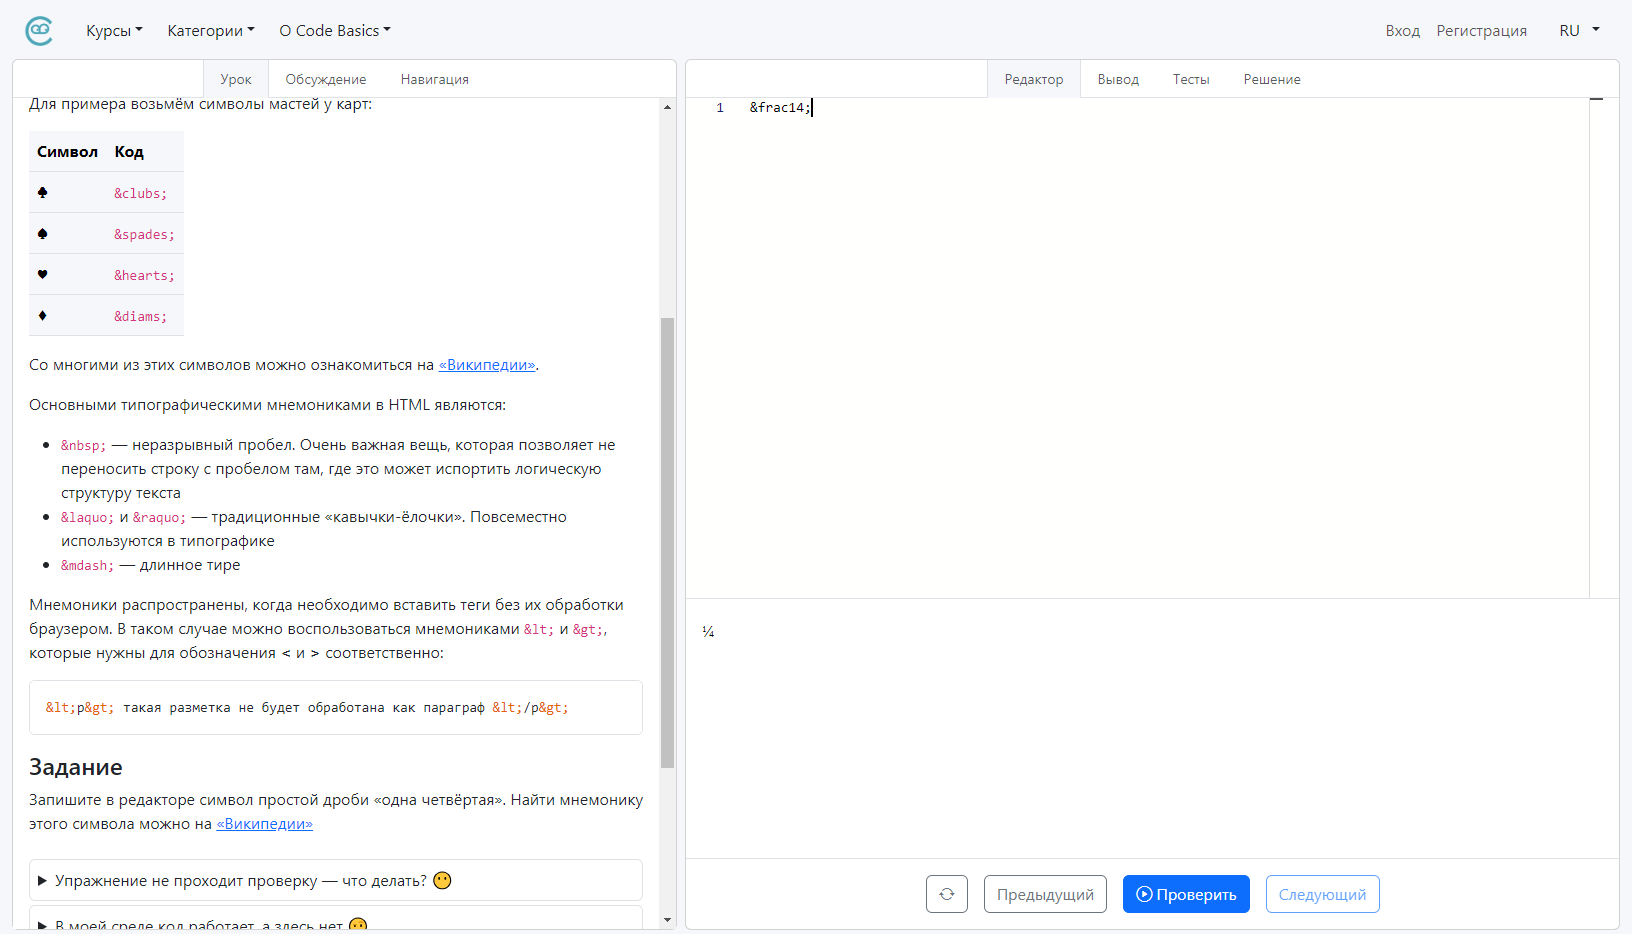 Курсы Категории О Code Basics Вход Регистрация RU
Урок Обсуждение Навигация
Для примера возьмём символы мастей у карт:
Символ Код
♣ &clubs;
♠ &spades;
♥ &hearts;
♦ &diams;
Со многими из этих символов можно ознакомиться на «Википедии».
Основными типографическими мнемониками в HTML являются:
• &nbsp; — неразрывный пробел. Очень важная вещь, которая позволяет не
переносить строку с пробелом там, где это может испортить логическую
структуру текста
• &laquo; и &raquo; — традиционные «кавычки-ёлочки». Повсеместно
используются в типографике
• &mdash; — длинное тире
Мнемоники распространены, когда необходимо вставить теги без их обработки
браузером. В таком случае можно воспользоваться мнемониками &lt; и &gt;,
которые нужны для обозначения < и > соответственно:
&lt;p&gt; такая разметка не будет обработана как параграф &lt;/p&gt;
Задание
Запишите в редакторе символ простой дроби «одна четвёртая». Найти мнемонику
этого символа можно на «Википедии»
Упражнение не проходит проверку — что делать? 😶
В моей среде код работает, а здесь нет 🤨
Редактор Вывод Тесты Решение
1 &frac14;
¼
Предыдущий Проверить Следующий